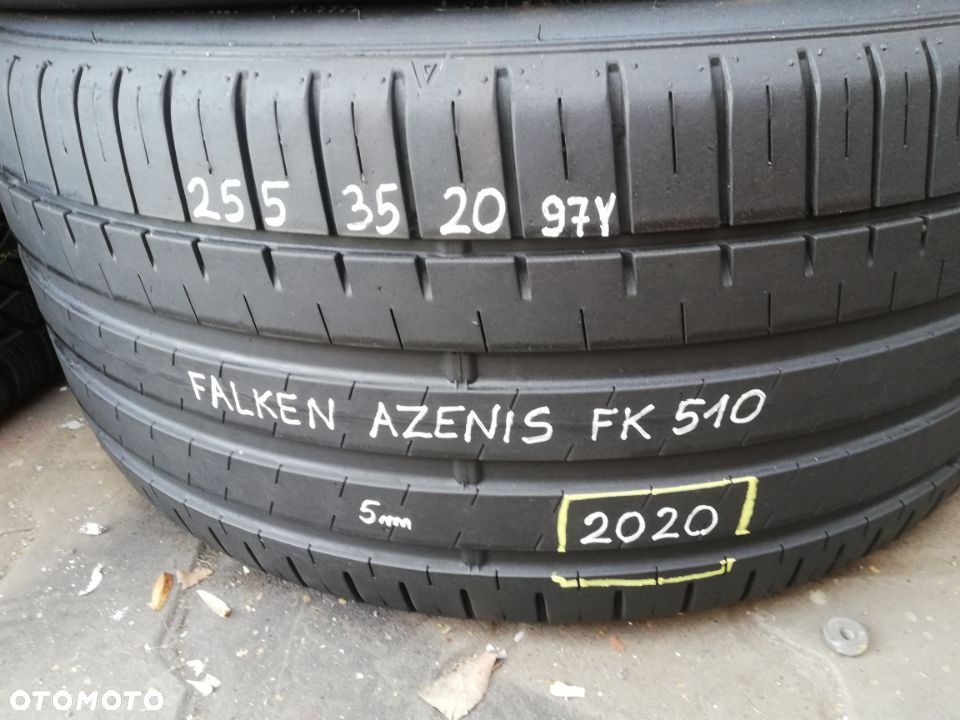 255 35 20 97Y
FALKEN AZENIS FK 510
5mm
2020
OTOMOTO